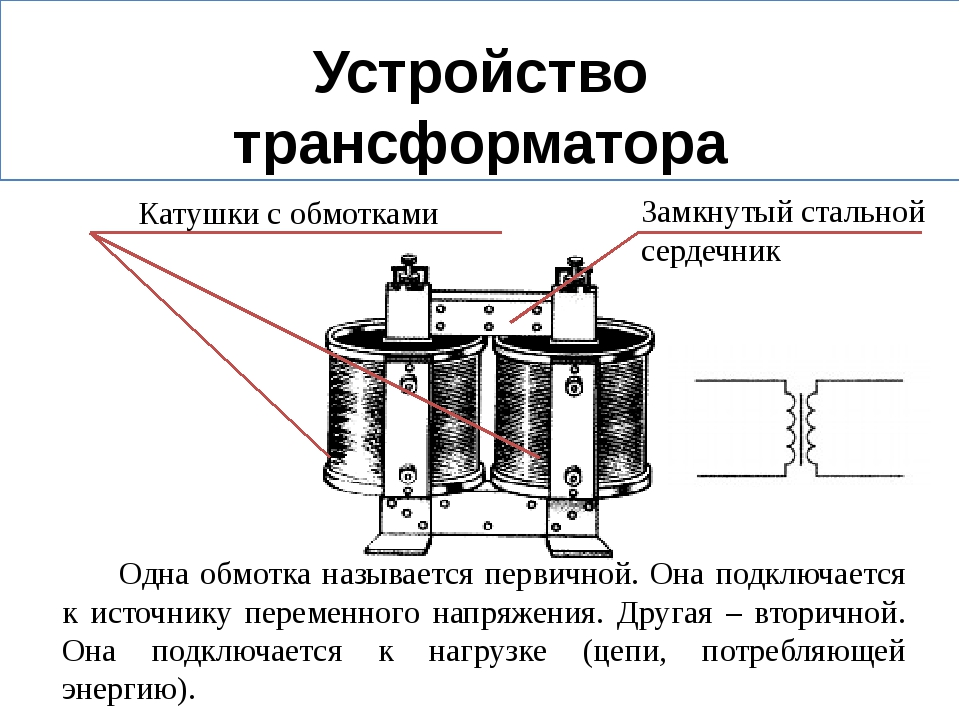 Устройство
трансформатора
Катушки с обмотками
Замкнутый стальной
сердечник
Одна обмотка называется первичной. Она подключается
к источнику переменного напряжения. Другая – вторичной.
Она подключается к нагрузке (цепи, потребляющей
энергию).